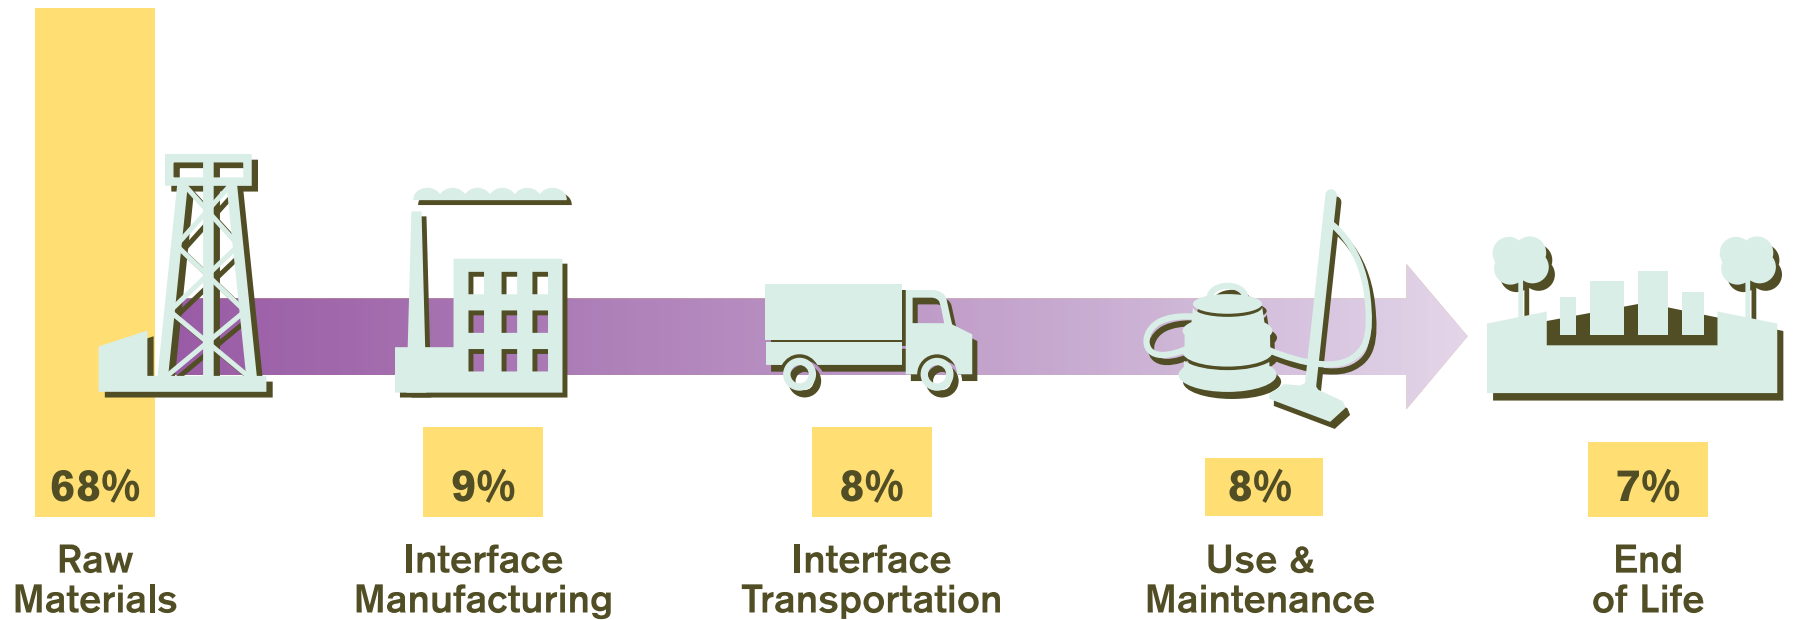 68%
Raw
Materials
9%
Interface
Manufacturing
8%
Interface
Transportation
8%
Use &
Maintenance
7%
End
of Life